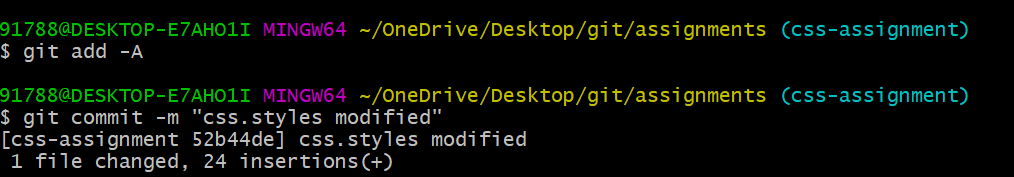 91788@DESKTOP-E7AHO1I MINGW64 ~/OneDrive/Desktop/git/assignments (css-assignment)
$ git add -A
91788@DESKTOP-E7AHO1I MINGW64 ~/OneDrive/Desktop/git/assignments (css-assignment)
$ git commit -m "css.styles modified"
[css-assignment 52b44de] css.styles modified
 1 file changed, 24 insertions(+)